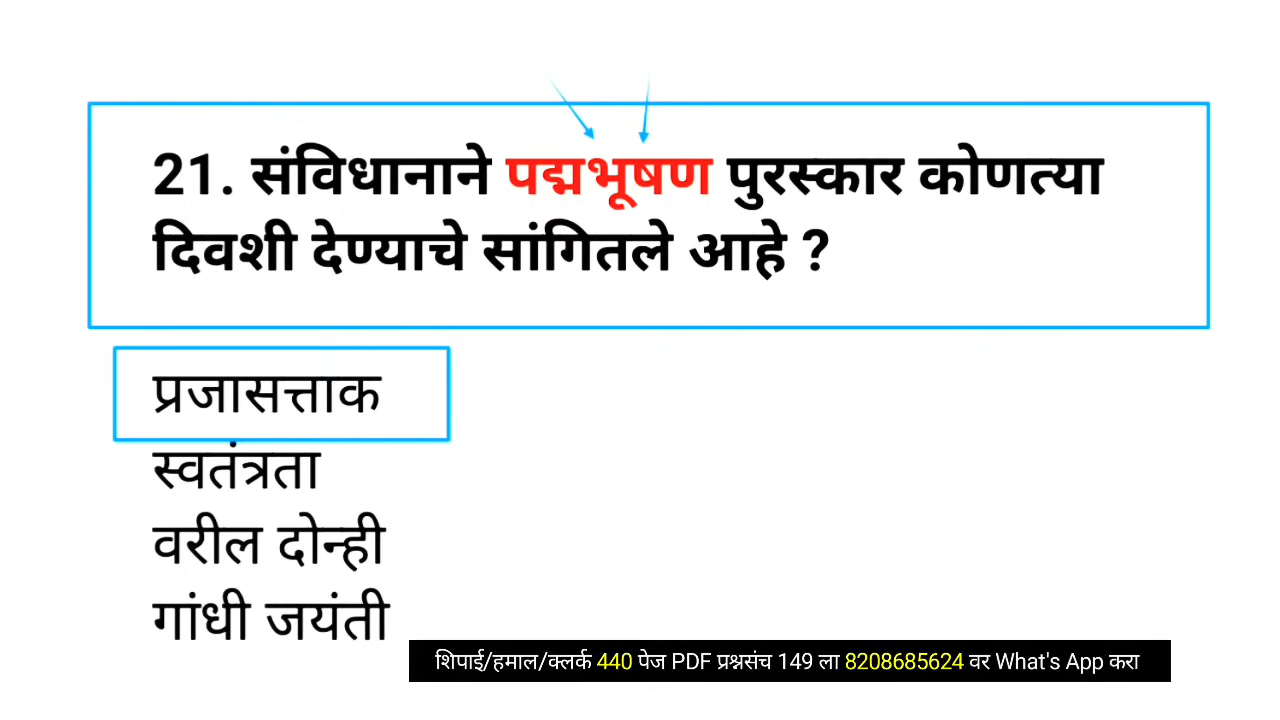 21. संविधानाने पद्मभूषण पुरस्कार कोणत्या
दिवशी देण्याचे सांगितले आहे ?
प्रजासत्ताक
स्वतंत्रता
वरील दोन्ही
गांधी जयंती
शिपाई/हमाल/क्लर्क 440 पेज PDF प्रश्नसंच 149 ला 8208685624 वर What's App करा